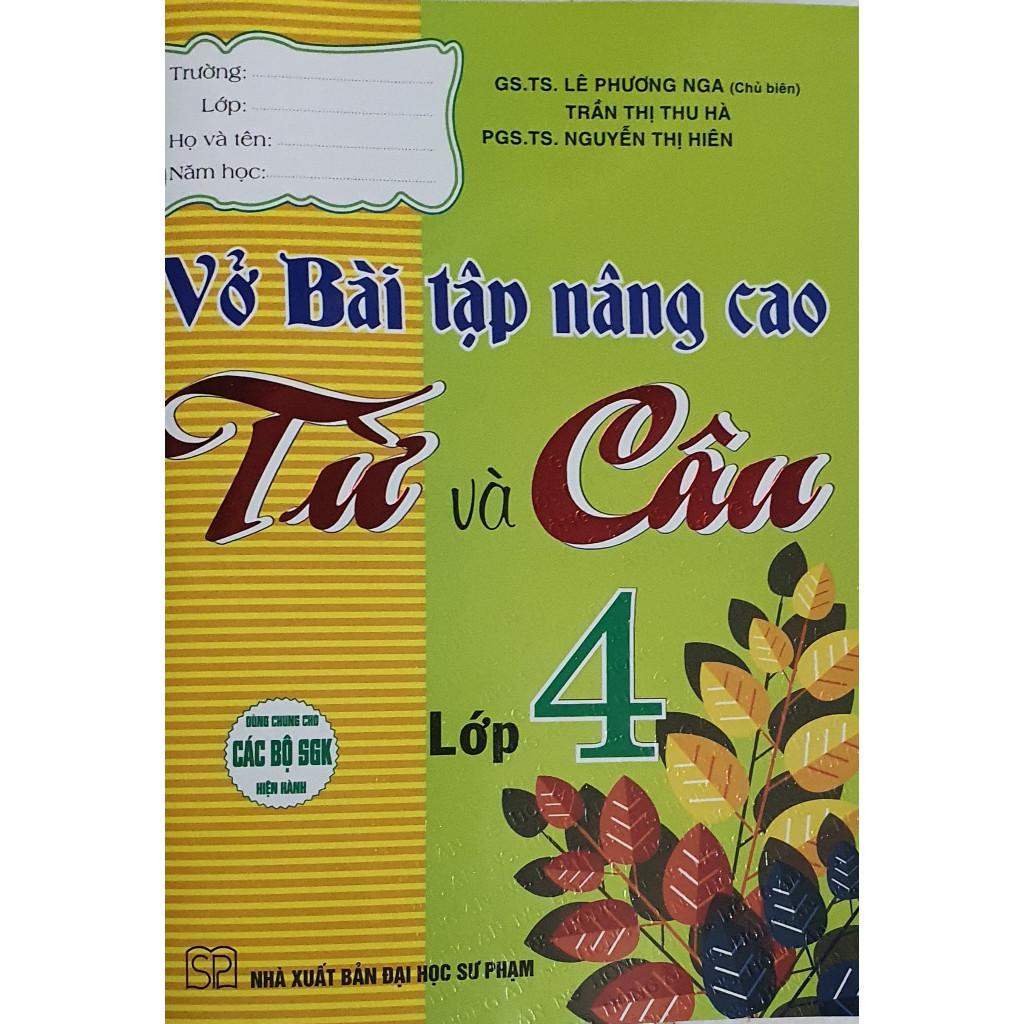 Trường:
Lớp:
Họ và tên:
Năm học:
GS.TS. LÊ PHƯƠNG NGA (Chủ biên)
TRẦN THỊ THU HÀ
PGS.TS. NGUYỄN THỊ HIÊN
Vở Bài tập nâng cao
Từ và Câu
Lớp 4
DÙNG CHUNG CHO
CÁC BỘ SGK
HIỆN HÀNH
SP
NHÀ XUẤT BẢN ĐẠI HỌC SƯ PHẠM